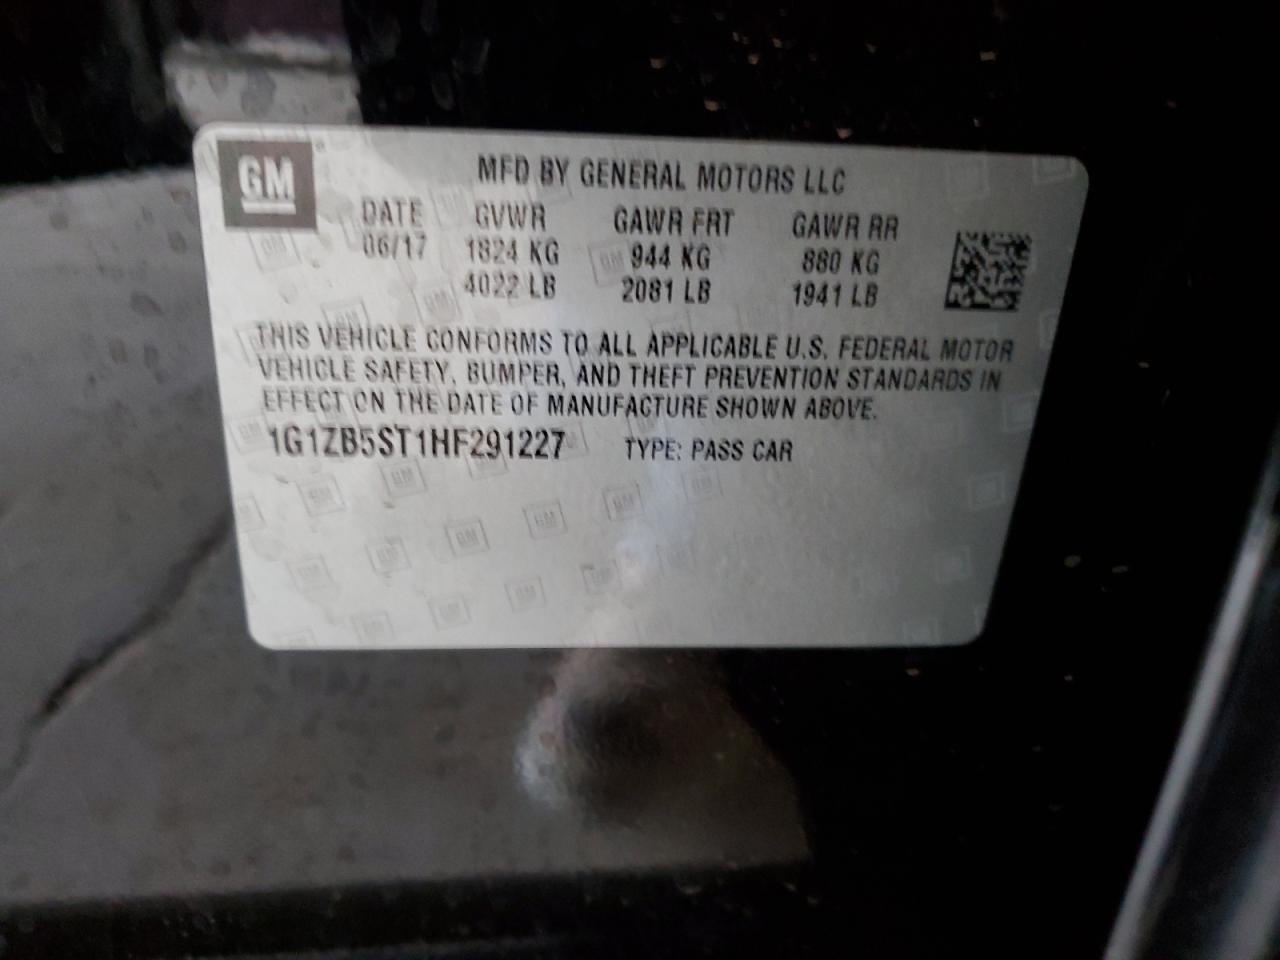 GM
MFD BY GENERAL MOTORS LLC
DATE GVWR GAWR FRT GAWR RR
06/17 1824 KG 944 KG 880 KG
4022 LB 2081 LB 1941 LB
THIS VEHICLE CONFORMS TO ALL APPLICABLE U.S. FEDERAL MOTOR
VEHICLE SAFETY, BUMPER, AND THEFT PREVENTION STANDARDS IN
EFFECT ON THE DATE OF MANUFACTURE SHOWN ABOVE.
1G1ZB5ST1HF291227 TYPE: PASS CAR